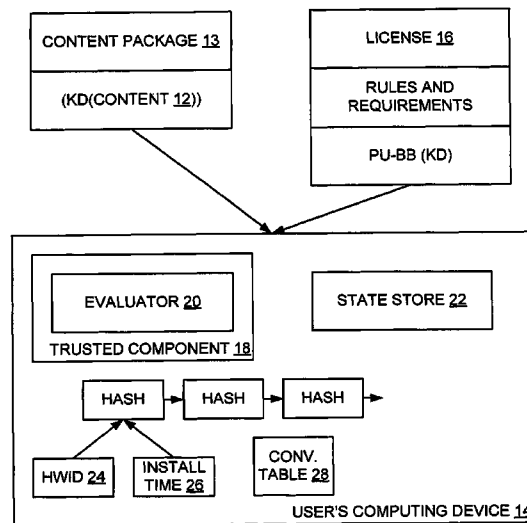 CONTENT PACKAGE 13
(KD(CONTENT 12))
LICENSE 16
RULES AND
REQUIREMENTS
PU-BB (KD)
EVALUATOR 20
TRUSTED COMPONENT 18
STATE STORE 22
HASH
HASH
HASH
HWID 24
INSTALL
TIME 26
CONV.
TABLE 28
USER'S COMPUTING DEVICE 14